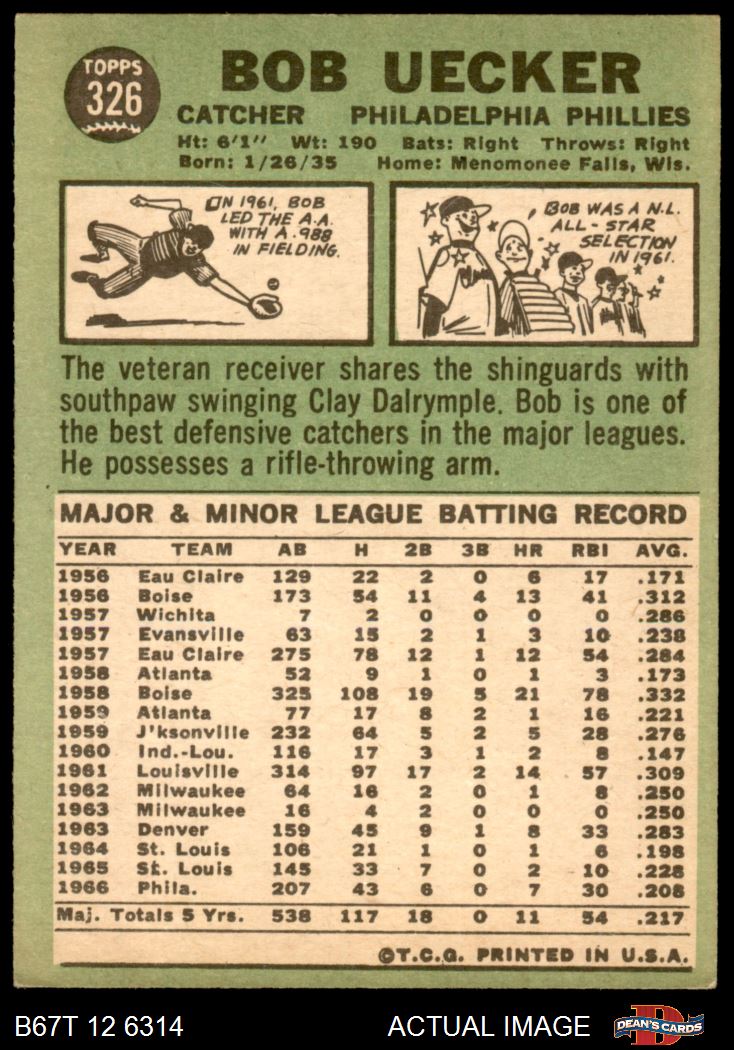 TOPPS
326
BOB UECKER
CATCHER PHILADELPHIA PHILLIES
Ht: 6'1" Wt: 190 Bats: Right Throws: Right
Born: 1/26/35 Home: Menomonee Falls, Wis.
IN 1961, BOB
LED THE A.A.
WITH A .988
IN FIELDING.
BOB WAS A N.L.
ALL-STAR
SELECTION
IN 1961.
The veteran receiver shares the shinguards with
southpaw swinging Clay Dalrymple. Bob is one of
the best defensive catchers in the major leagues.
He possesses a rifle-throwing arm.
MAJOR & MINOR LEAGUE BATTING RECORD
YEAR TEAM AB H 2B 3B HR RBI AVG.
1956 Eau Claire 129 22 2 0 6 17 .171
1956 Boise 173 54 11 4 13 41 .312
1957 Wichita 7 2 0 0 0 0 .286
1957 Evansville 63 15 2 1 3 10 .238
1957 Eau Claire 275 78 12 1 12 54 .284
1958 Atlanta 52 9 1 0 1 3 .173
1958 Boise 325 108 19 5 21 78 .332
1959 Atlanta 77 17 8 2 1 16 .221
1959 J'ksonville 232 64 5 2 5 28 .276
1960 Ind.-Lou. 116 17 3 1 2 8 .147
1961 Louisville 314 97 17 2 14 57 .309
1962 Milwaukee 64 16 2 0 1 8 .250
1963 Milwaukee 16 4 2 0 0 0 .250
1963 Denver 159 45 9 1 8 33 .283
1964 St. Louis 106 21 1 0 1 6 .198
1965 St. Louis 145 33 7 0 2 10 .228
1966 Phila. 207 43 6 0 7 30 .208
Maj. Totals 5 Yrs. 538 117 18 0 11 54 .217
©T.C.G. PRINTED IN U.S.A.
B67T 12 6314 ACTUAL IMAGE DEAN'S CARDS